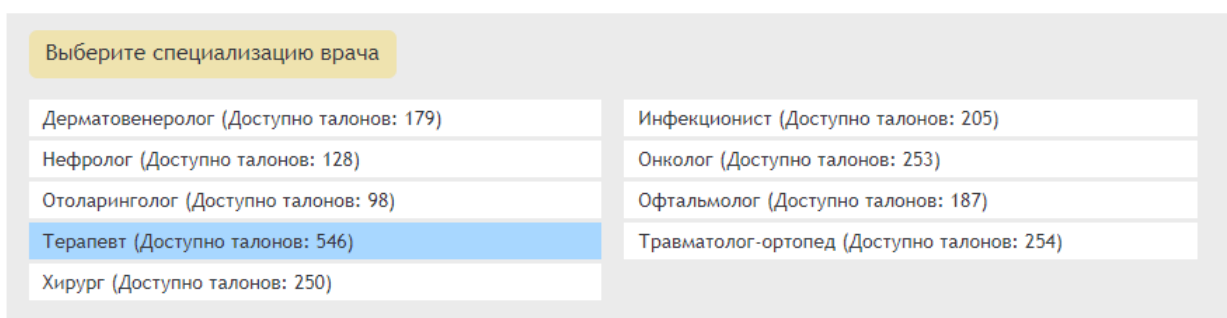 Выберите специализацию врача
Дерматовенеролог (Доступно талонов: 179)
Инфекционист (Доступно талонов: 205)
Нефролог (Доступно талонов: 128)
Онколог (Доступно талонов: 253)
Отоларинголог (Доступно талонов: 98)
Офтальмолог (Доступно талонов: 187)
Терапевт (Доступно талонов: 546)
Травматолог-ортопед (Доступно талонов: 254)
Хирург (Доступно талонов: 250)